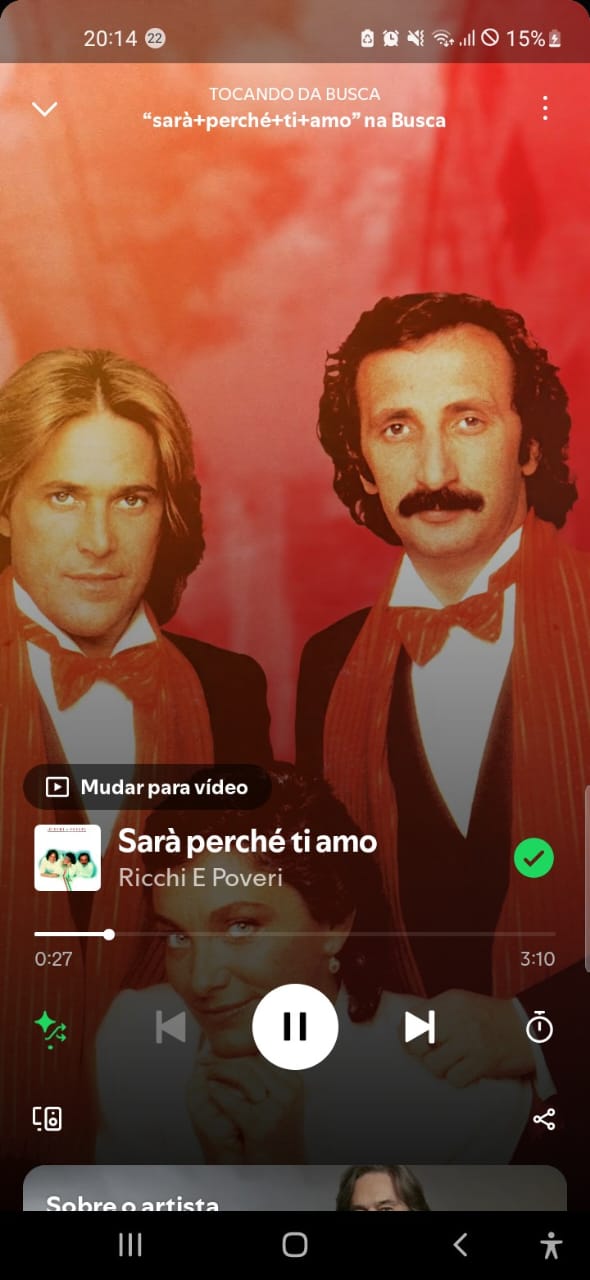 20:14 22 15%
TOCANDO DA BUSCA
“sarà+perché+ti+amo” na Busca
Mudar para vídeo
Sarà perché ti amo
Ricchi E Poveri
0:27 3:10
Sobre o artista